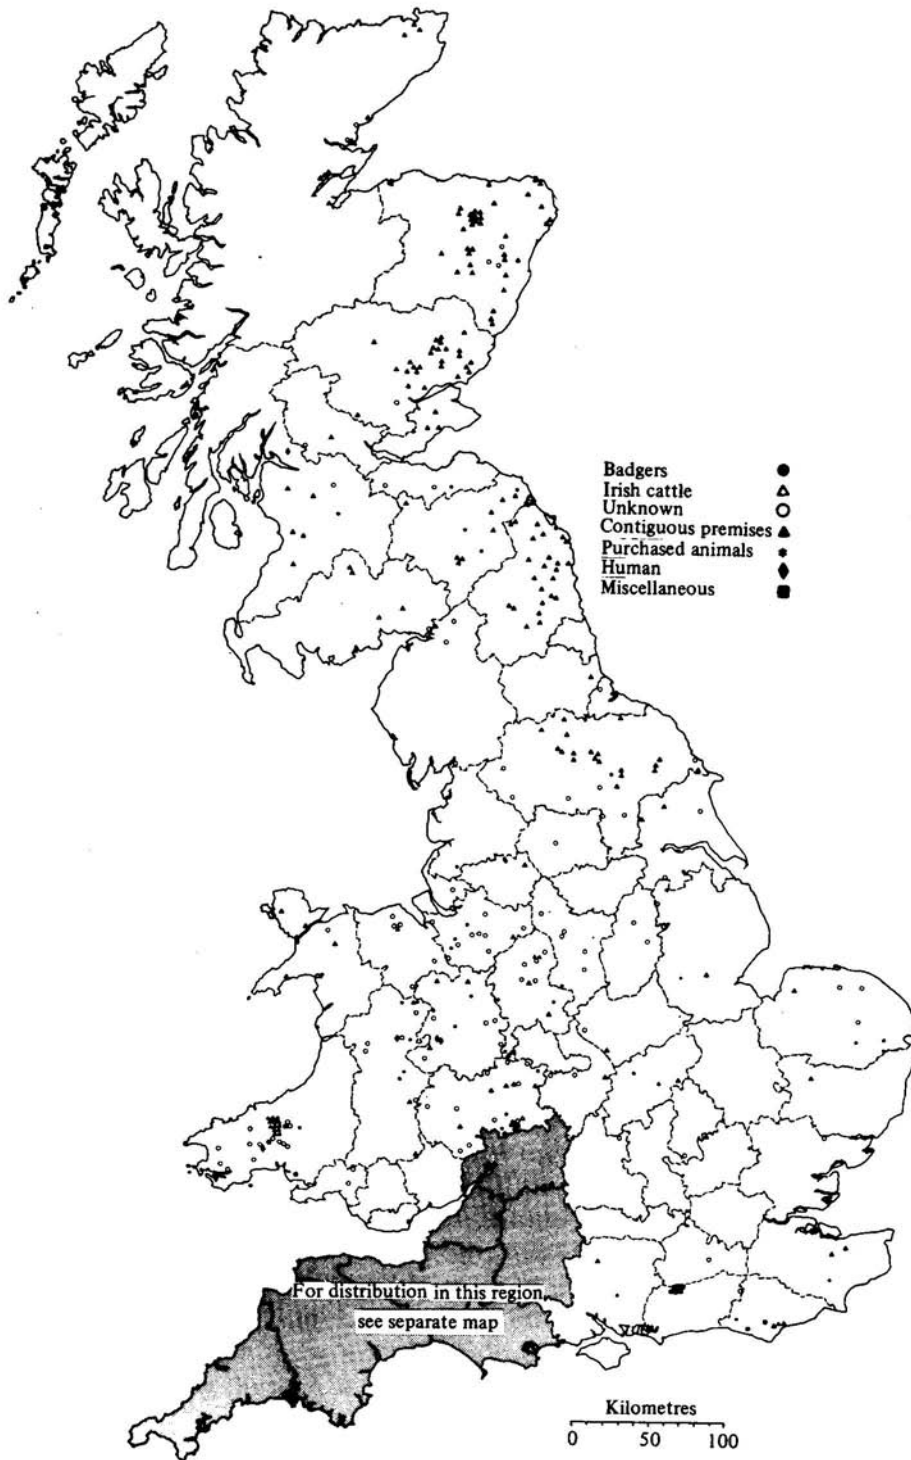 Badgers
Irish cattle
Unknown
Contiguous premises
Purchased animals
Human
Miscellaneous
For distribution in this region
see separate map
Kilometres
0 50 100